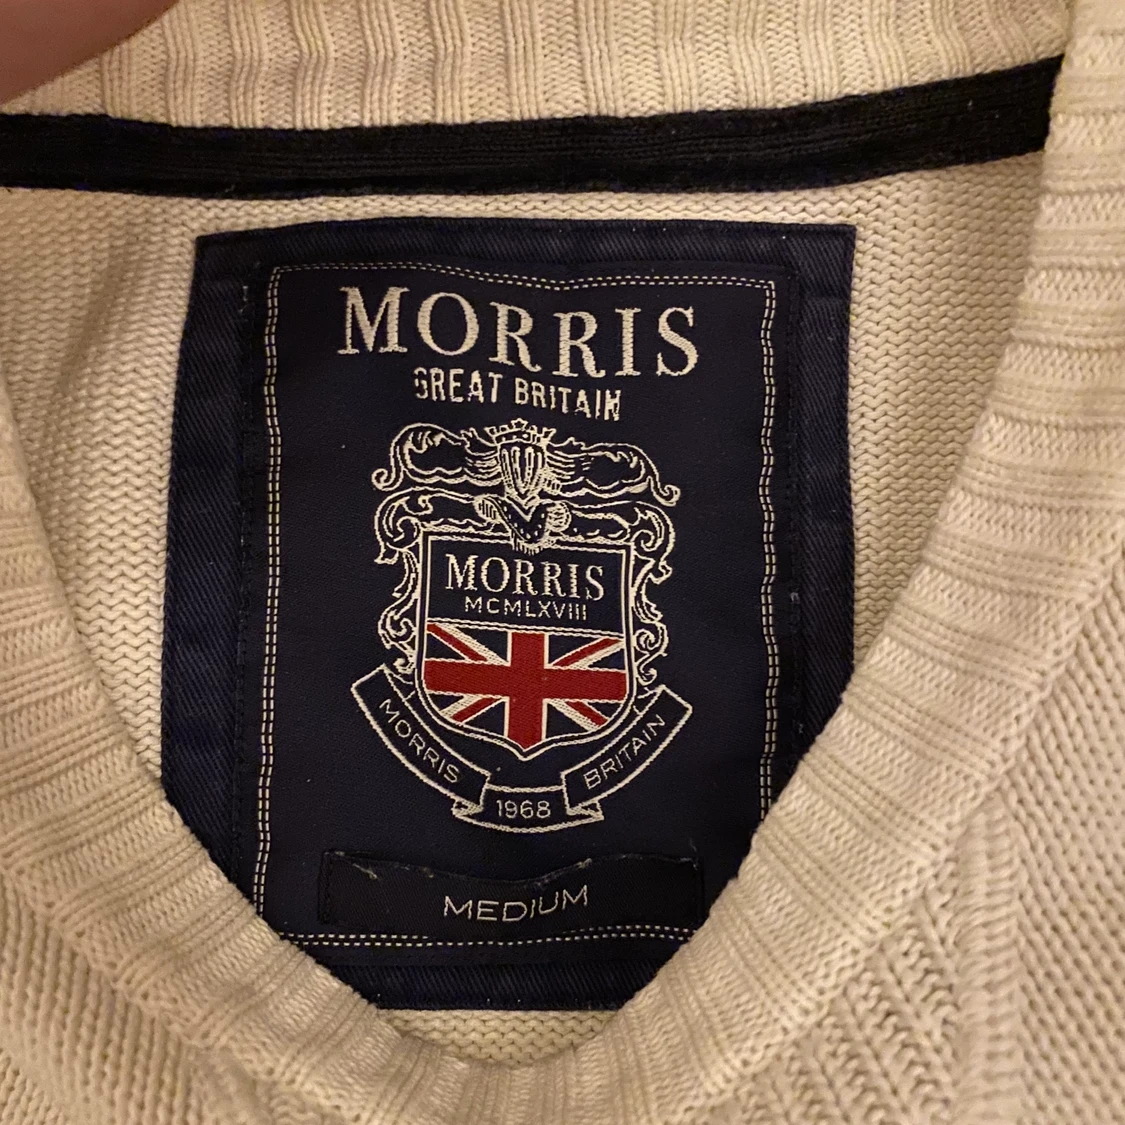 MORRIS
GREAT BRITAIN
MORRIS
MCMLXVIII
MORRIS
1968
BRITAIN
MEDIUM